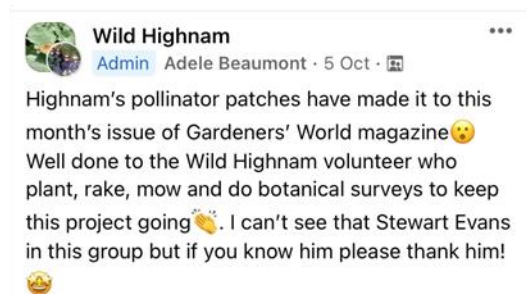 Wild Highnam
Admin Adele Beaumont · 5 Oct ·
Highnam's pollinator patches have made it to this
month's issue of Gardeners' World magazine😮
Well done to the Wild Highnam volunteer who
plant, rake, mow and do botanical surveys to keep
this project going👏. I can't see that Stewart Evans
in this group but if you know him please thank him!
🤩